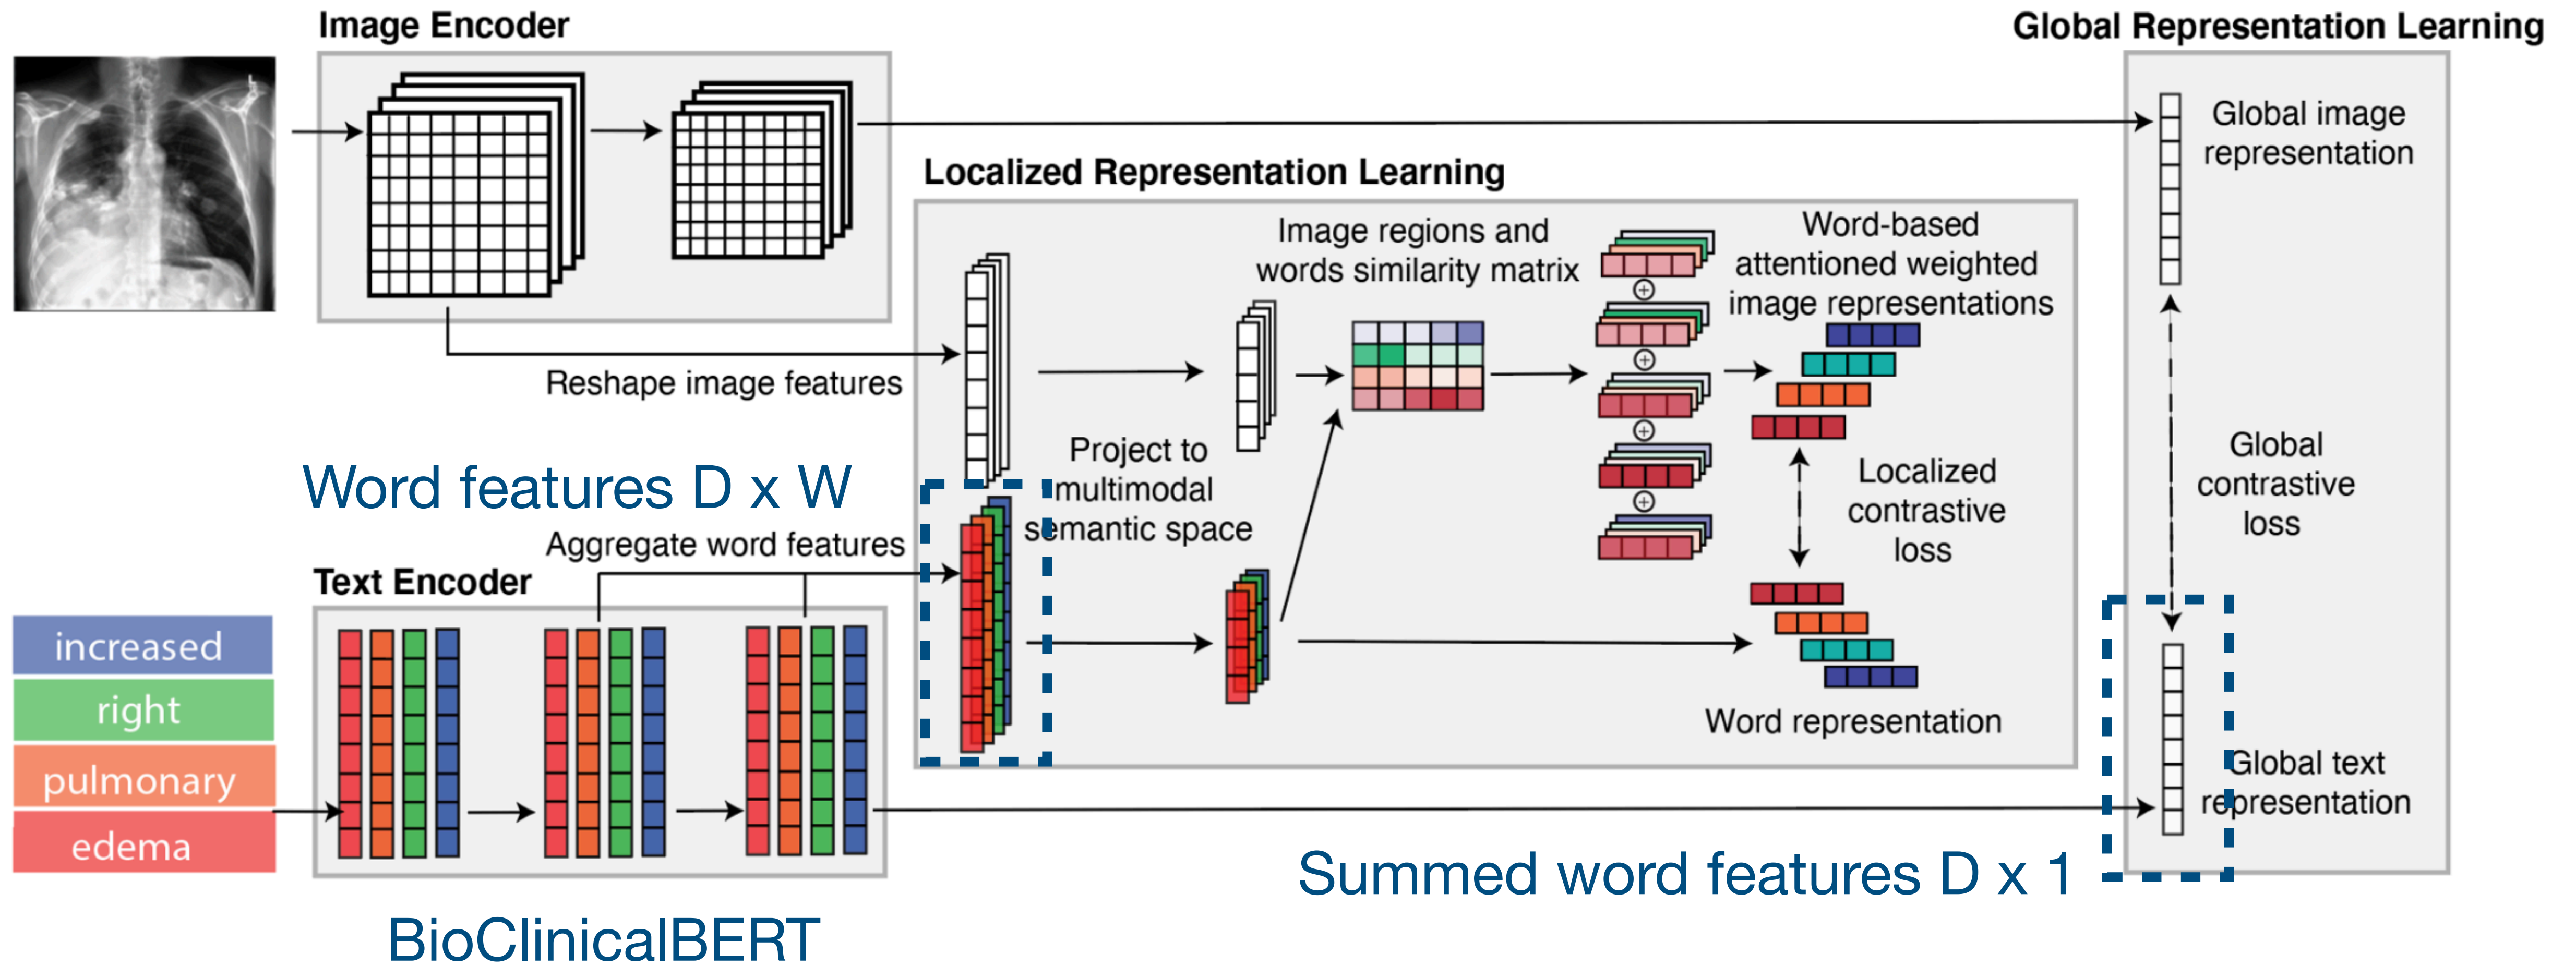 Image Encoder
Global Representation Learning
L
Global image
representation
Localized Representation Learning
Image regions and
words similarity matrix
Word-based
attentioned weighted
image representations
Reshape image features
Project to
multimodal
semantic space
Localized
contrastive
loss
Global
contrastive
loss
Word features D x W
Aggregate word features
Text Encoder
increased
right
pulmonary
edema
Word representation
Global text
representation
Summed word features D x 1
BioClinicalBERT